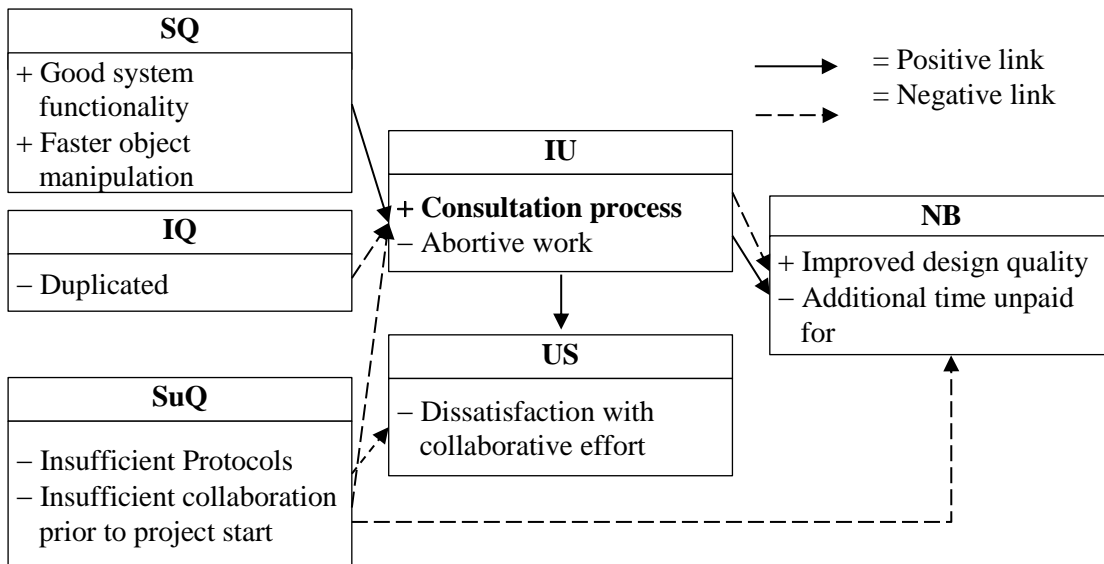 SQ
+ Good system
functionality
+ Faster object
manipulation
IQ
− Duplicated
SuQ
− Insufficient Protocols
− Insufficient collaboration
prior to project start
IU
+ Consultation process
− Abortive work
US
− Dissatisfaction with
collaborative effort
= Positive link
= Negative link
NB
+ Improved design quality
− Additional time unpaid
for